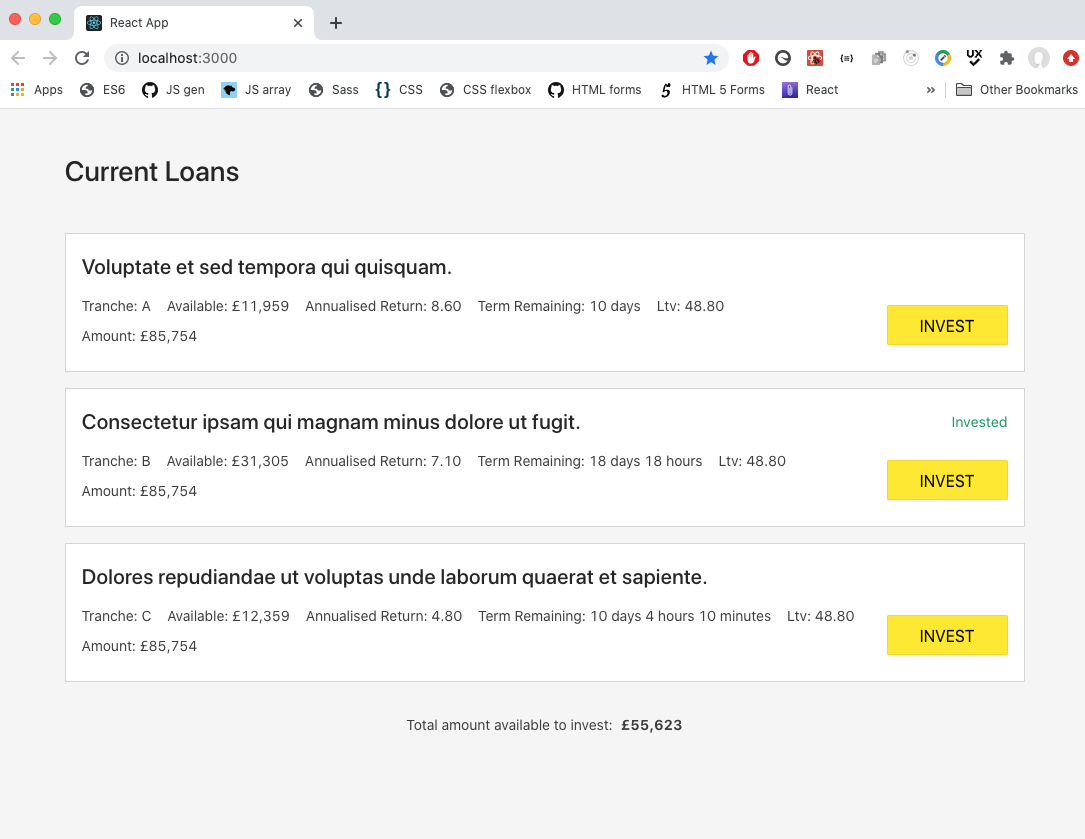 React App
localhost:3000
UX
Apps ES6 JS gen JS array Sass {} CSS CSS flexbox HTML forms 5 HTML 5 Forms React » Other Bookmarks
Current Loans
Voluptate et sed tempora qui quisquam.
Tranche: A Available: £11,959 Annualised Return: 8.60 Term Remaining: 10 days Ltv: 48.80
Amount: £85,754
INVEST
Consectetur ipsam qui magnam minus dolore ut fugit.
Invested
Tranche: B Available: £31,305 Annualised Return: 7.10 Term Remaining: 18 days 18 hours Ltv: 48.80
Amount: £85,754
INVEST
Dolores repudiandae ut voluptas unde laborum quaerat et sapiente.
Tranche: C Available: £12,359 Annualised Return: 4.80 Term Remaining: 10 days 4 hours 10 minutes Ltv: 48.80
Amount: £85,754
INVEST
Total amount available to invest: £55,623